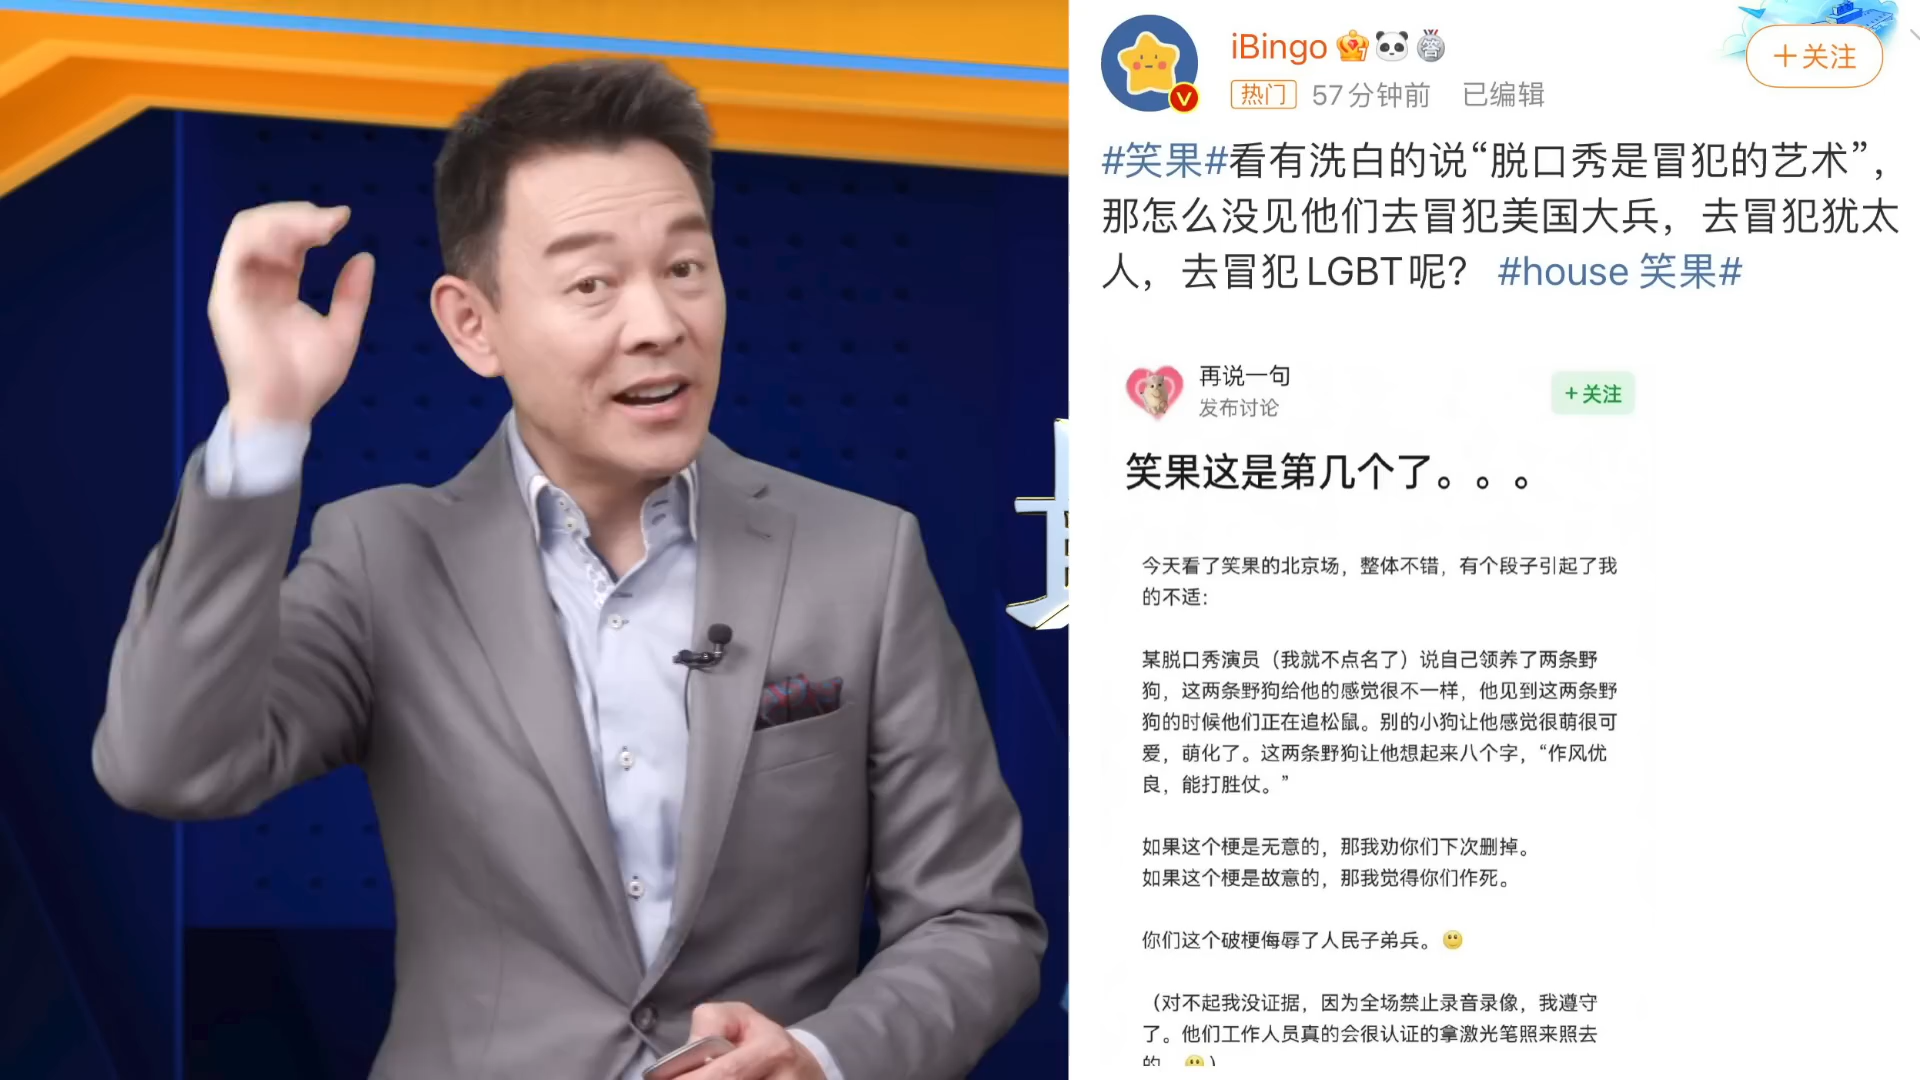 iBingo
热门 57分钟前 已编辑
+关注
#笑果#看有洗白的说“脱口秀是冒犯的艺术”，
那怎么没见他们去冒犯美国大兵，去冒犯犹太
人，去冒犯LGBT呢？ #house 笑果#
再说一句
发布讨论
+关注
笑果这是第几个了。。。
今天看了笑果的北京场，整体不错，有个段子引起了我
的不适：
某脱口秀演员（我就不点名了）说自己领养了两条野
狗，这两条野狗给他的感觉很不一样，他见到这两条野
狗的时候他们正在追松鼠。别的小狗让他感觉很萌很可
爱，萌化了。这两条野狗让他想起来八个字，“作风优
良，能打胜仗。”
如果这个梗是无意的，那我劝你们下次删掉。
如果这个梗是故意的，那我觉得你们作死。
你们这个破梗侮辱了人民子弟兵。
（对不起我没证据，因为全场禁止录音录像，我遵守
了。他们工作人员真的会很认证的拿激光笔照来照去
的。）